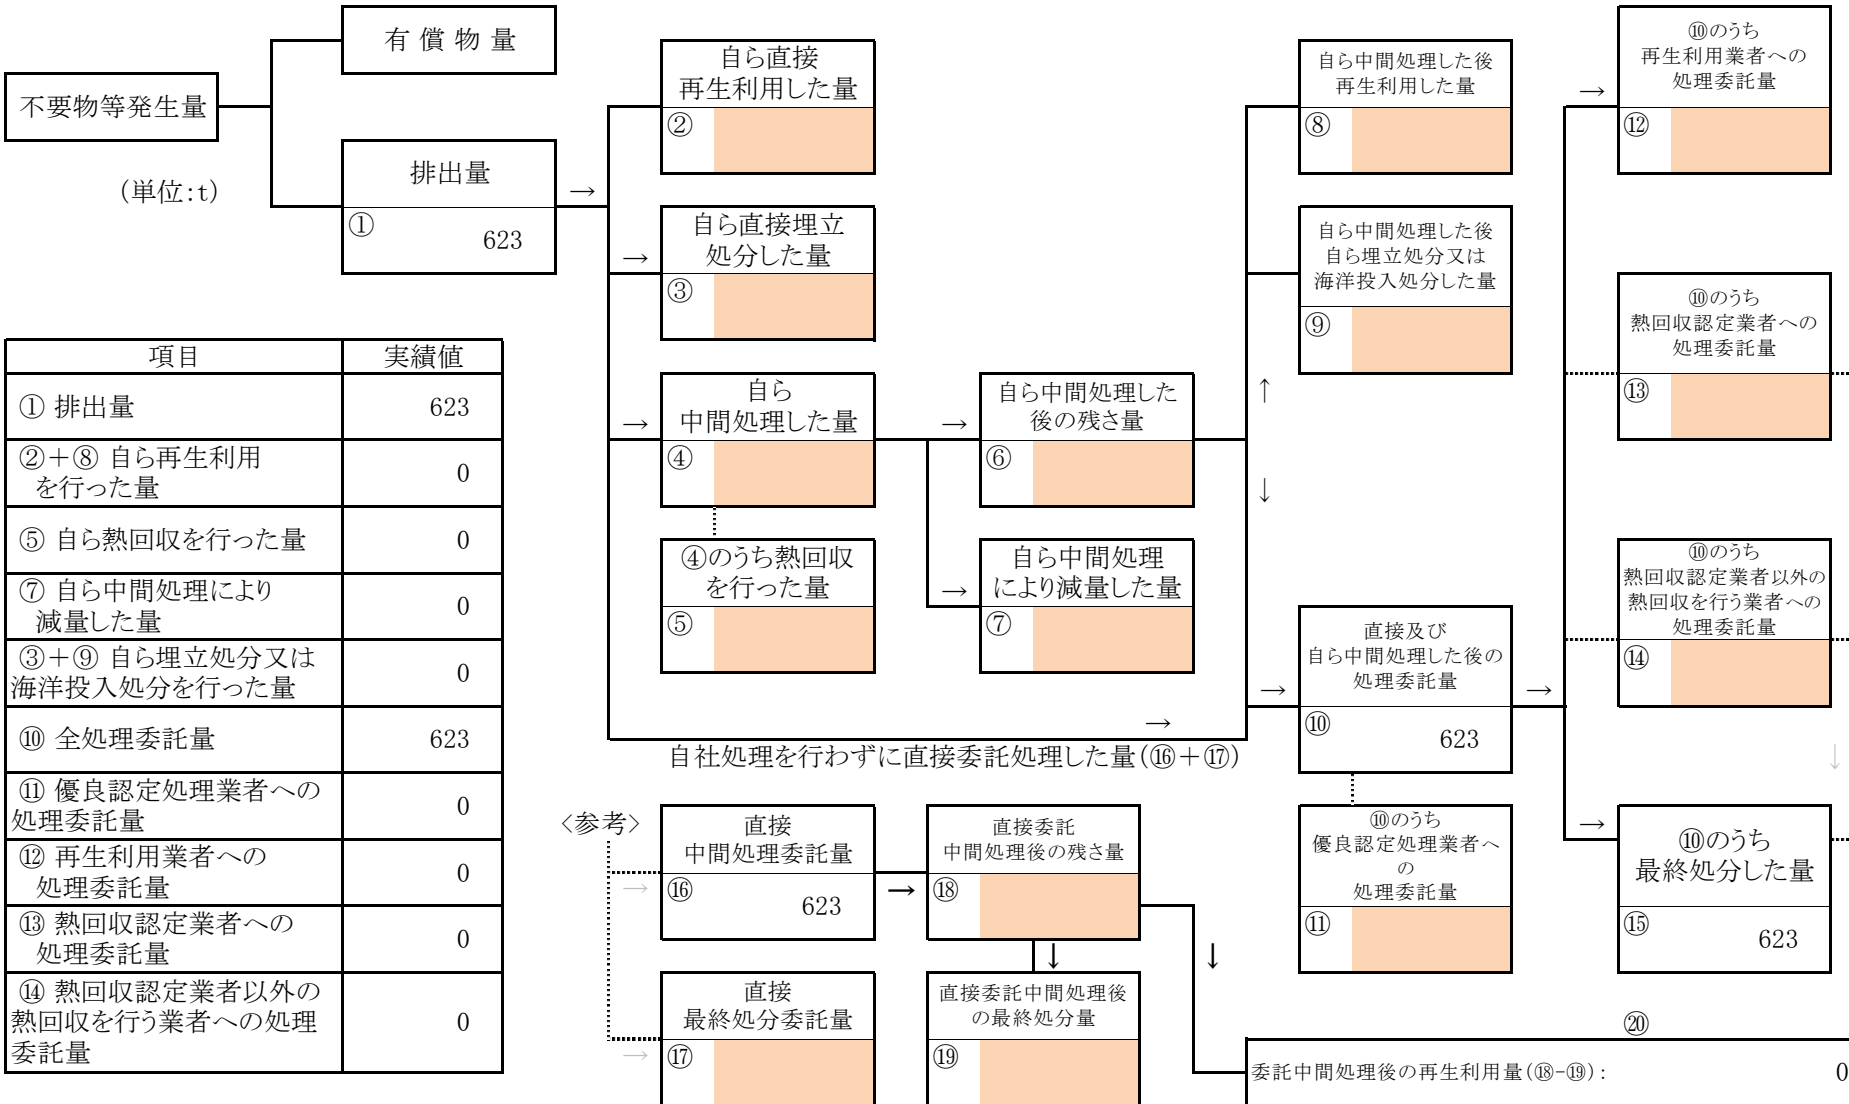 有 償 物 量
不要物等発生量
(単位:t)
排出量
→
①
623
自ら直接
再生利用した量
②
自ら直接埋立
処分した量
→
③
自ら
中間処理した量
→
④
④のうち熱回収
を行った量
⑤
自ら中間処理した
後の残さ量
→
⑥
自ら中間処理
により減量した量
→
⑦
自ら中間処理した後
再生利用した量
⑧
自ら中間処理した後
自ら埋立処分又は
海洋投入処分した量
⑨
↑
↓
直接及び
自ら中間処理した後の
処理委託量
→
⑩
623
→
自社処理を行わずに直接委託処理した量(⑯+⑰)
⑩のうち
優良認定処理業者へ
の
処理委託量
⑪
→
⑩のうち
再生利用業者への
処理委託量
→
⑫
⑩のうち
熱回収認定業者への
処理委託量
⑬
⑩のうち
熱回収認定業者以外の
熱回収を行う業者への
処理委託量
⑭
↓
⑩のうち
最終処分した量
→
⑮
623
項目 実績値
① 排出量 623
②+⑧ 自ら再生利用
を行った量 0
⑤ 自ら熱回収を行った量 0
⑦ 自ら中間処理により
減量した量 0
③+⑨ 自ら埋立処分又は
海洋投入処分を行った量 0
⑩ 全処理委託量 623
⑪ 優良認定処理業者への
処理委託量 0
⑫ 再生利用業者への
処理委託量 0
⑬ 熱回収認定業者への
処理委託量 0
⑭ 熱回収認定業者以外の
熱回収を行う業者への処理
委託量 0
<参考>
直接
中間処理委託量
→
⑯
623
直接
最終処分委託量
→
⑰
直接委託
中間処理後の残さ量
→
⑱
↓
直接委託中間処理後
の最終処分量
⑲
↓
⑳
委託中間処理後の再生利用量(⑱-⑲): 0